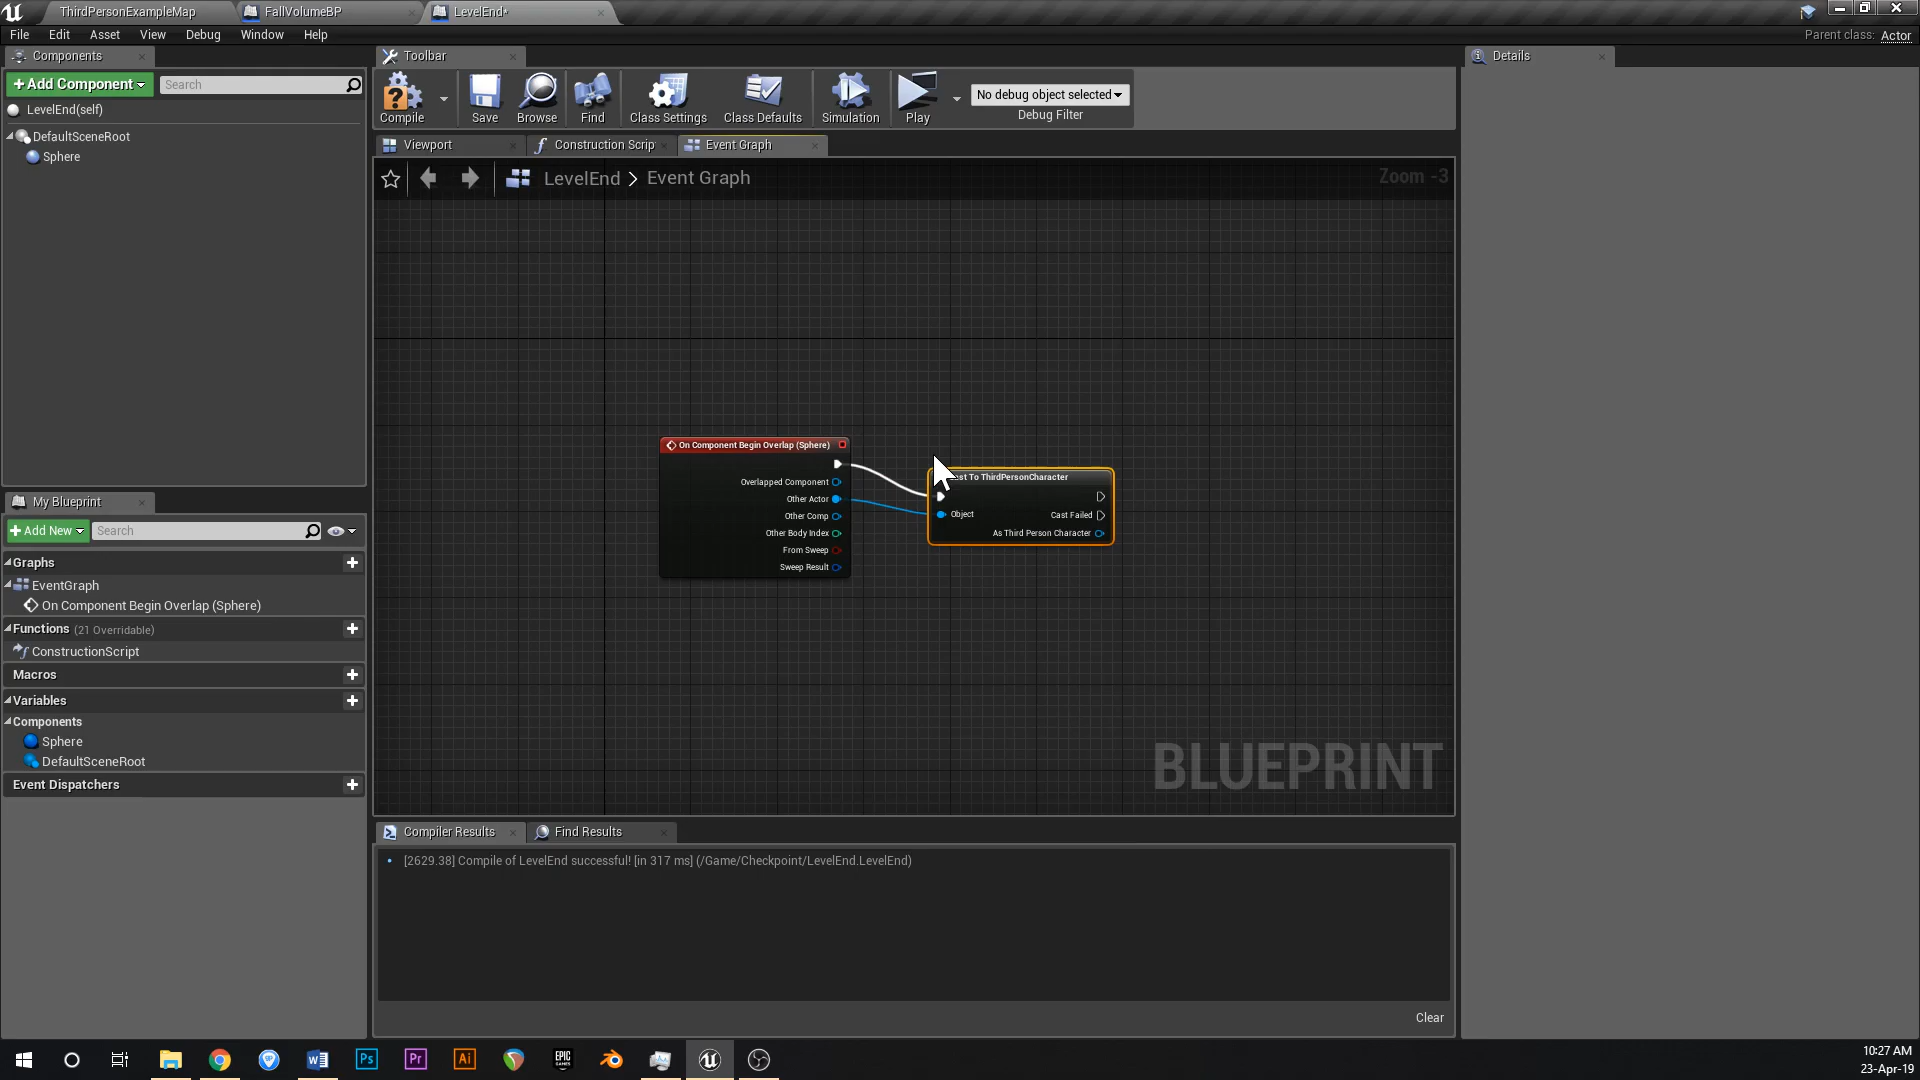 ThirdPersonExampleMap
FallVolumeBP
LevelEnd*
File
Edit
Asset
View
Debug
Window
Help
Parent class: Actor
Components
+Add Component
Search
LevelEnd(self)
DefaultSceneRoot
Sphere
Toolbar
Compile
Save
Browse
Find
Class Settings
Class Defaults
Simulation
Play
No debug object selected
Debug Filter
Details
Viewport
Construction Scrip
Event Graph
LevelEnd > Event Graph
Zoom -3
On Component Begin Overlap (Sphere)
Overlapped Component
Other Actor
Other Comp
Other Body Index
From Sweep
Sweep Result
To ThirdPersonCharacter
Object
Cast Failed
As Third Person Character
BLUEPRINT
My Blueprint
+Add New
Search
Graphs
EventGraph
On Component Begin Overlap (Sphere)
Functions (21 Overridable)
ConstructionScript
Macros
Variables
Components
Sphere
DefaultSceneRoot
Event Dispatchers
Compiler Results
Find Results
[2629.38] Compile of LevelEnd successful! [in 317 ms] (/Game/Checkpoint/LevelEnd.LevelEnd)
Clear
Ps
Pr
Ai
EPIC
GAMES
10:27 AM
23-Apr-19